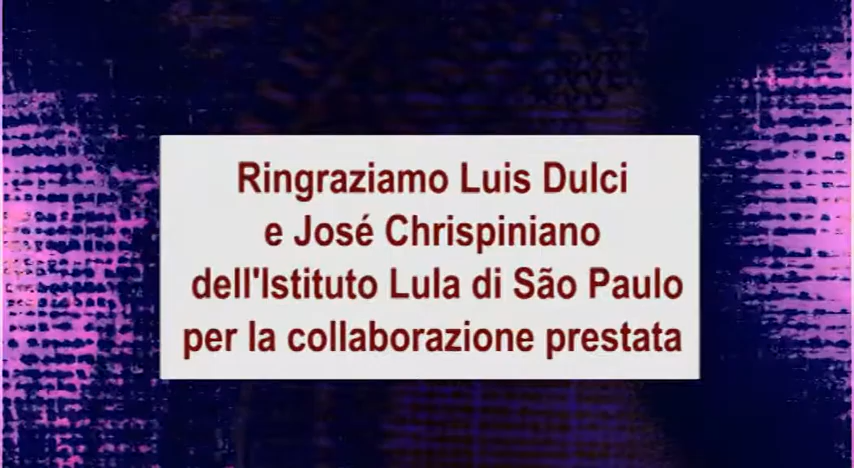 Ringraziamo Luis Dulci
e José Chrispiniano
dell'Istituto Lula di São Paulo
per la collaborazione prestata